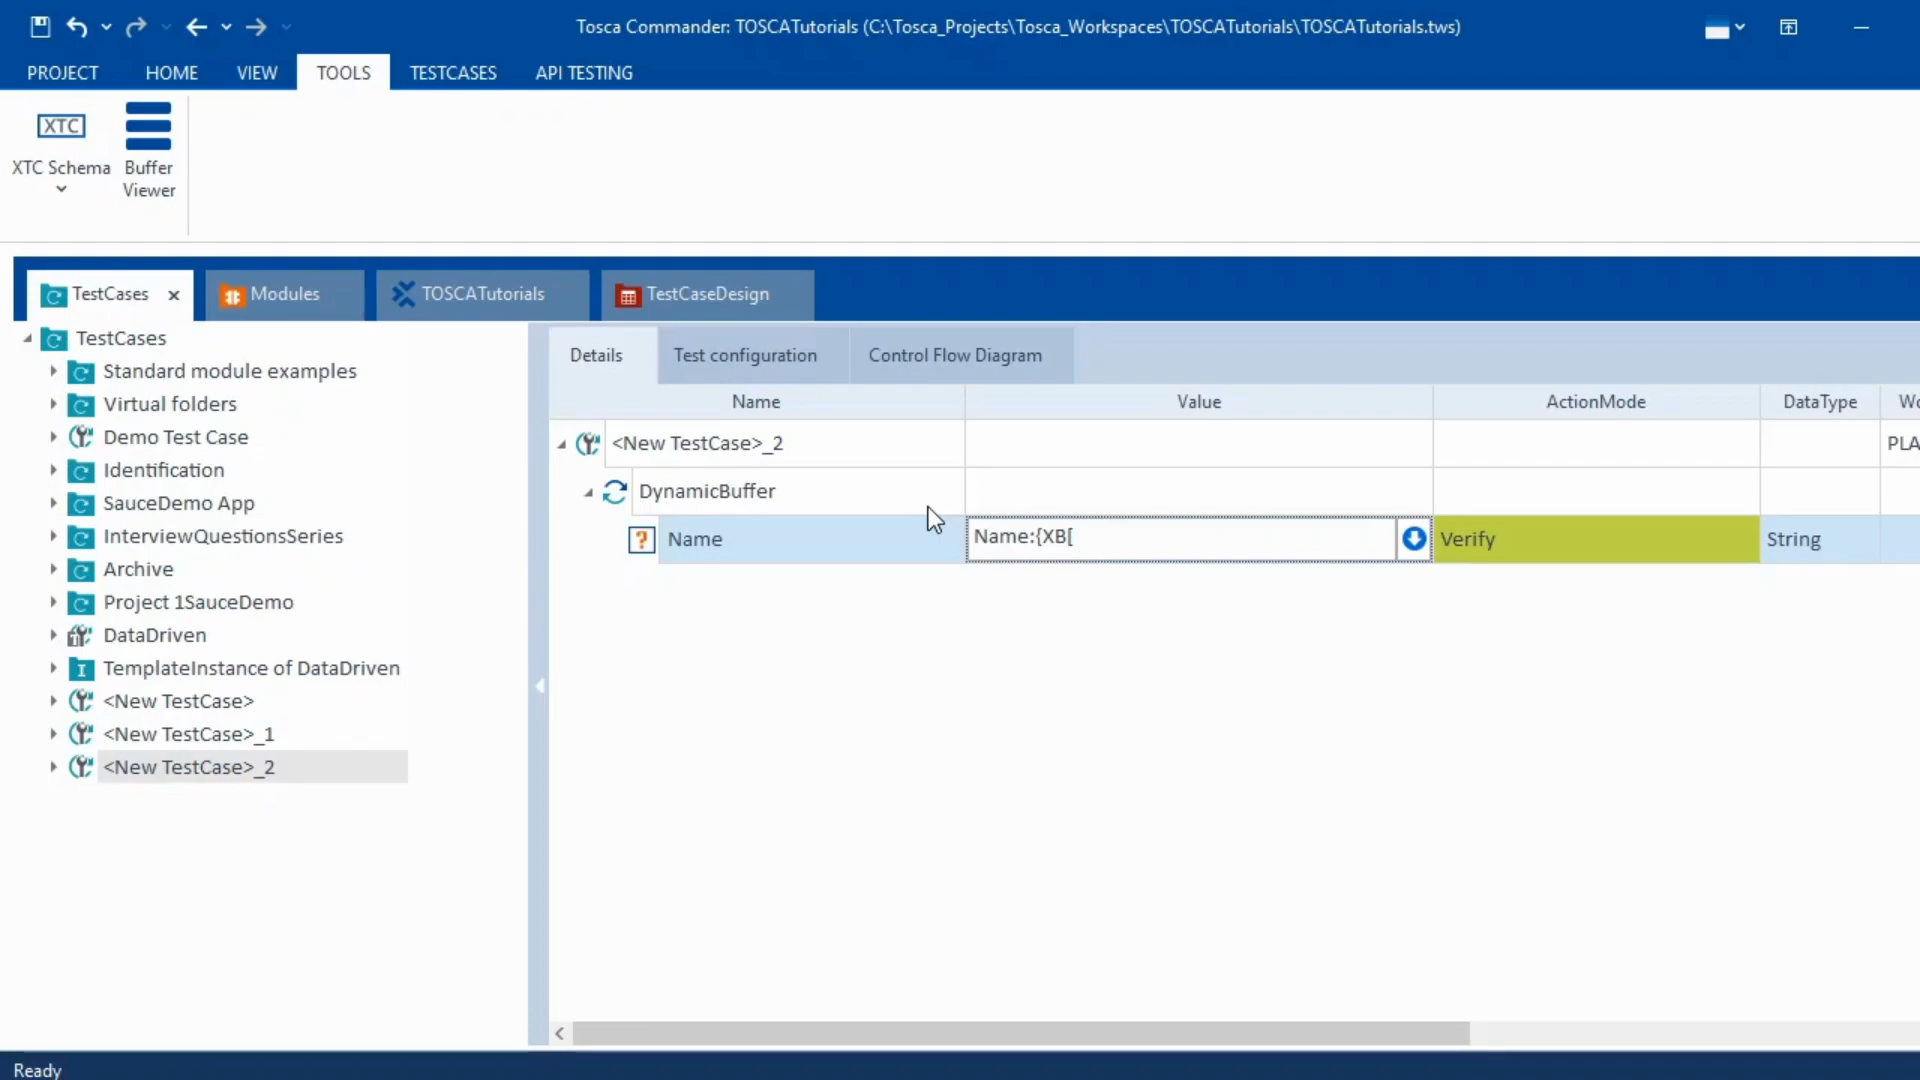 Tosca Commander: TOSCATutorials (C:\Tosca_Projects\Tosca_Workspaces\TOSCATutorials\TOSCATutorials.tws)
PROJECT HOME VIEW TOOLS TESTCASES API TESTING
XTC
XTC Schema
Buffer Viewer
TestCases Modules TOSCATutorials TestCaseDesign
TestCases
Standard module examples
Virtual folders
Demo Test Case
Identification
SauceDemo App
InterviewQuestionsSeries
Archive
Project 1SauceDemo
DataDriven
TemplateInstance of DataDriven
<New TestCase>
<New TestCase>_1
<New TestCase>_2
Details Test configuration Control Flow Diagram
Name Value ActionMode DataType Wo
<New TestCase>_2 PLA
DynamicBuffer
Name Name:{XB[ Verify String
Ready